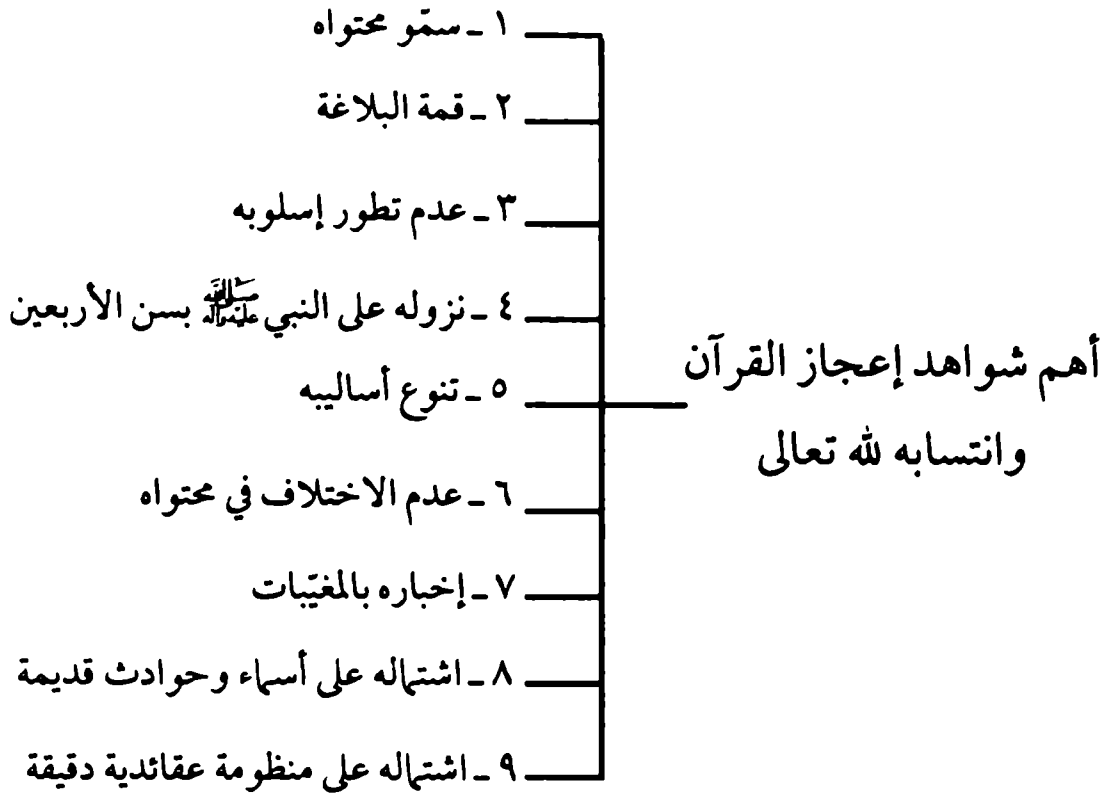 أهم شواهد إعجاز القرآن
وانتسابه لله تعالى
١ ـ سمّو محتواه
٢ ـ قمة البلاغة
٣ ـ عدم تطور إسلوبه
٤ ـ نزوله على النبي صلى الله عليه وآله بسن الأربعين
٥ ـ تنوع أساليبه
٦ ـ عدم الاختلاف في محتواه
٧ ـ إخباره بالمغيّبات
٨ ـ اشتماله على أسماء وحوادث قديمة
٩ ـ اشتماله على منظومة عقائدية دقيقة